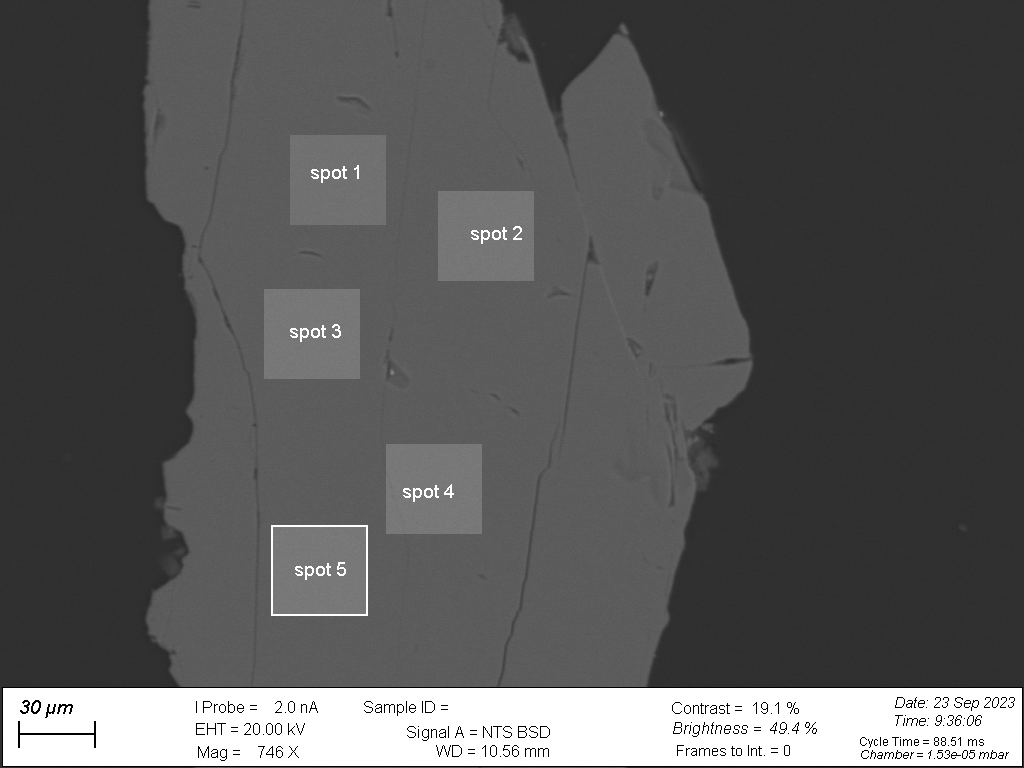 spot 1
spot 2
spot 3
spot 4
spot 5
30 µm
I Probe = 2.0 nA
EHT = 20.00 kV
Mag = 746 X
Sample ID =
Signal A = NTS BSD
WD = 10.56 mm
Contrast = 19.1 %
Brightness = 49.4 %
Frames to Int. = 0
Date: 23 Sep 2023
Time: 9:36:06
Cycle Time = 88.51 ms
Chamber = 1.53e-05 mbar